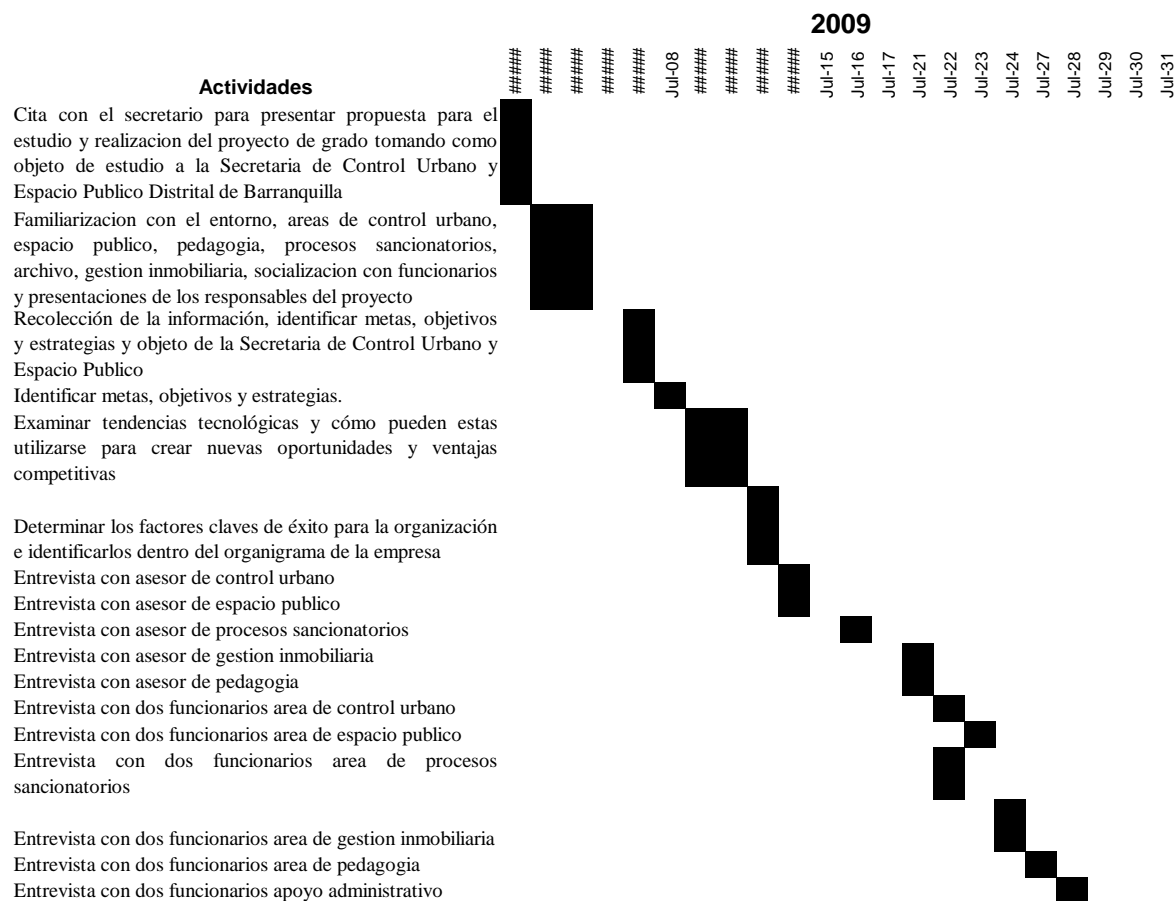 2009
Actividades
##### ##### ##### ##### ##### Jul-08 ##### ##### ##### ##### Jul-15 Jul-16 Jul-17 Jul-21 Jul-22 Jul-23 Jul-24 Jul-27 Jul-28 Jul-29 Jul-30 Jul-31
Cita con el secretario para presentar propuesta para el
estudio y realizacion del proyecto de grado tomando como
objeto de estudio a la Secretaria de Control Urbano y
Espacio Publico Distrital de Barranquilla
Familiarizacion con el entorno, areas de control urbano,
espacio publico, pedagogia, procesos sancionatorios,
archivo, gestion inmobiliaria, socializacion con funcionarios
y presentaciones de los responsables del proyecto
Recolección de la información, identificar metas, objetivos
y estrategias y objeto de la Secretaria de Control Urbano y
Espacio Publico
Identificar metas, objetivos y estrategias.
Examinar tendencias tecnológicas y cómo pueden estas
utilizarse para crear nuevas oportunidades y ventajas
competitivas
Determinar los factores claves de éxito para la organización
e identificarlos dentro del organigrama de la empresa
Entrevista con asesor de control urbano
Entrevista con asesor de espacio publico
Entrevista con asesor de procesos sancionatorios
Entrevista con asesor de gestion inmobiliaria
Entrevista con asesor de pedagogia
Entrevista con dos funcionarios area de control urbano
Entrevista con dos funcionarios area de espacio publico
Entrevista con dos funcionarios area de procesos
sancionatorios
Entrevista con dos funcionarios area de gestion inmobiliaria
Entrevista con dos funcionarios area de pedagogia
Entrevista con dos funcionarios apoyo administrativo